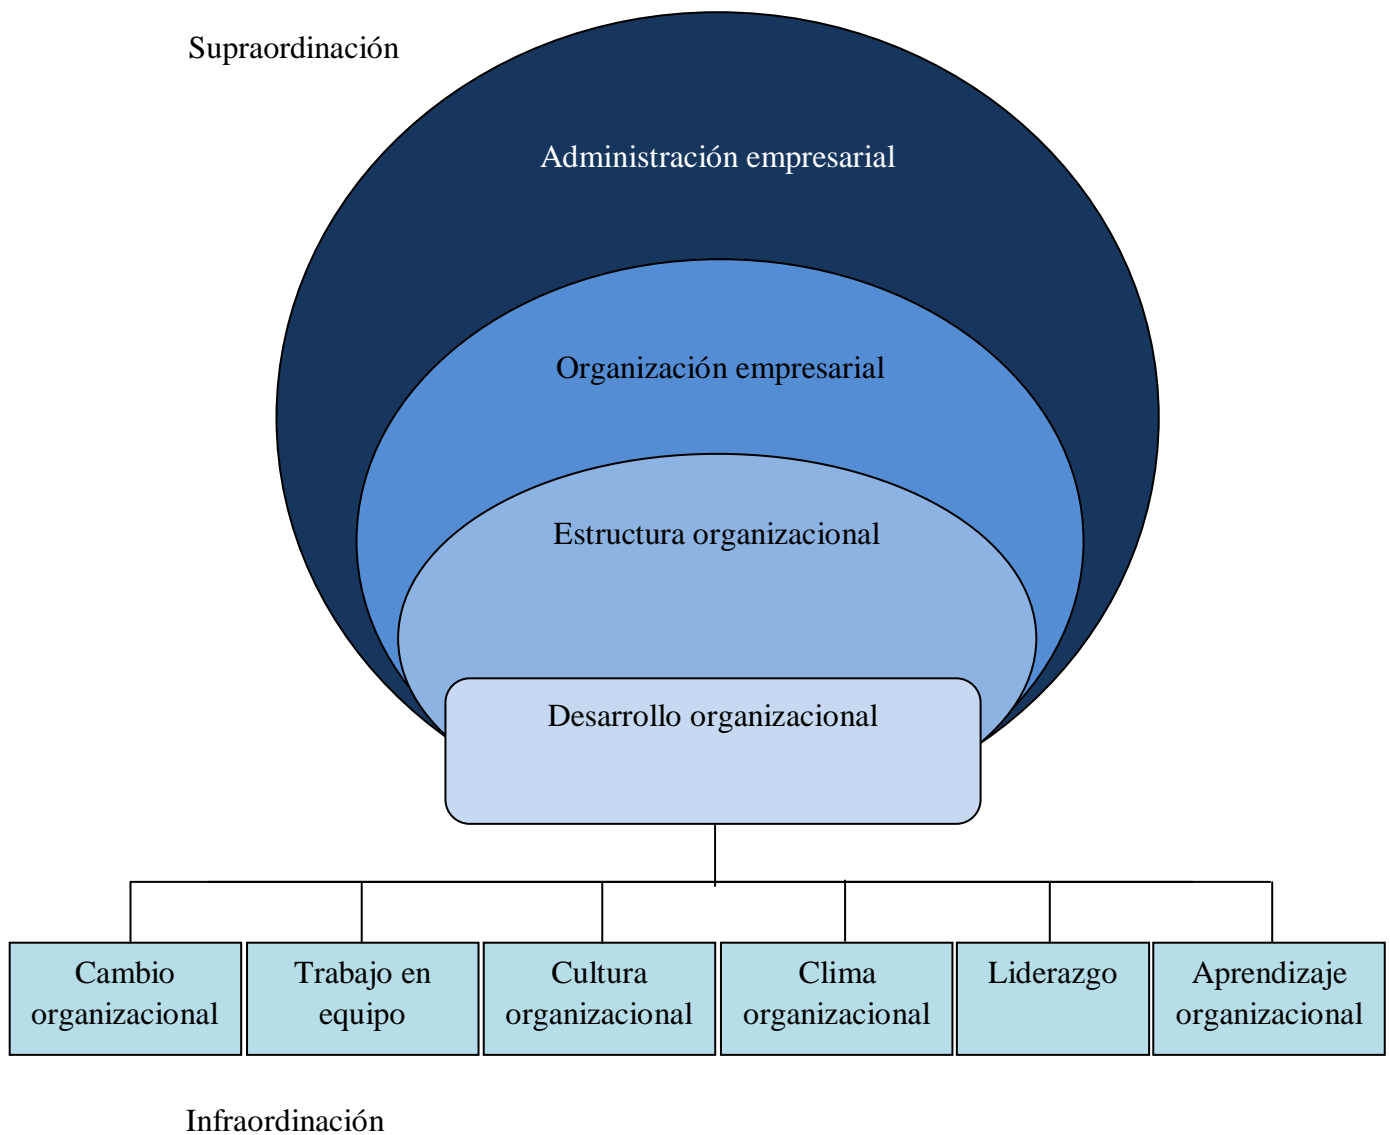 Supraordinación
Administración empresarial
Organización empresarial
Estructura organizacional
Desarrollo organizacional
Cambio
organizacional
Trabajo en
equipo
Cultura
organizacional
Clima
organizacional
Liderazgo
Aprendizaje
organizacional
Infraordinación